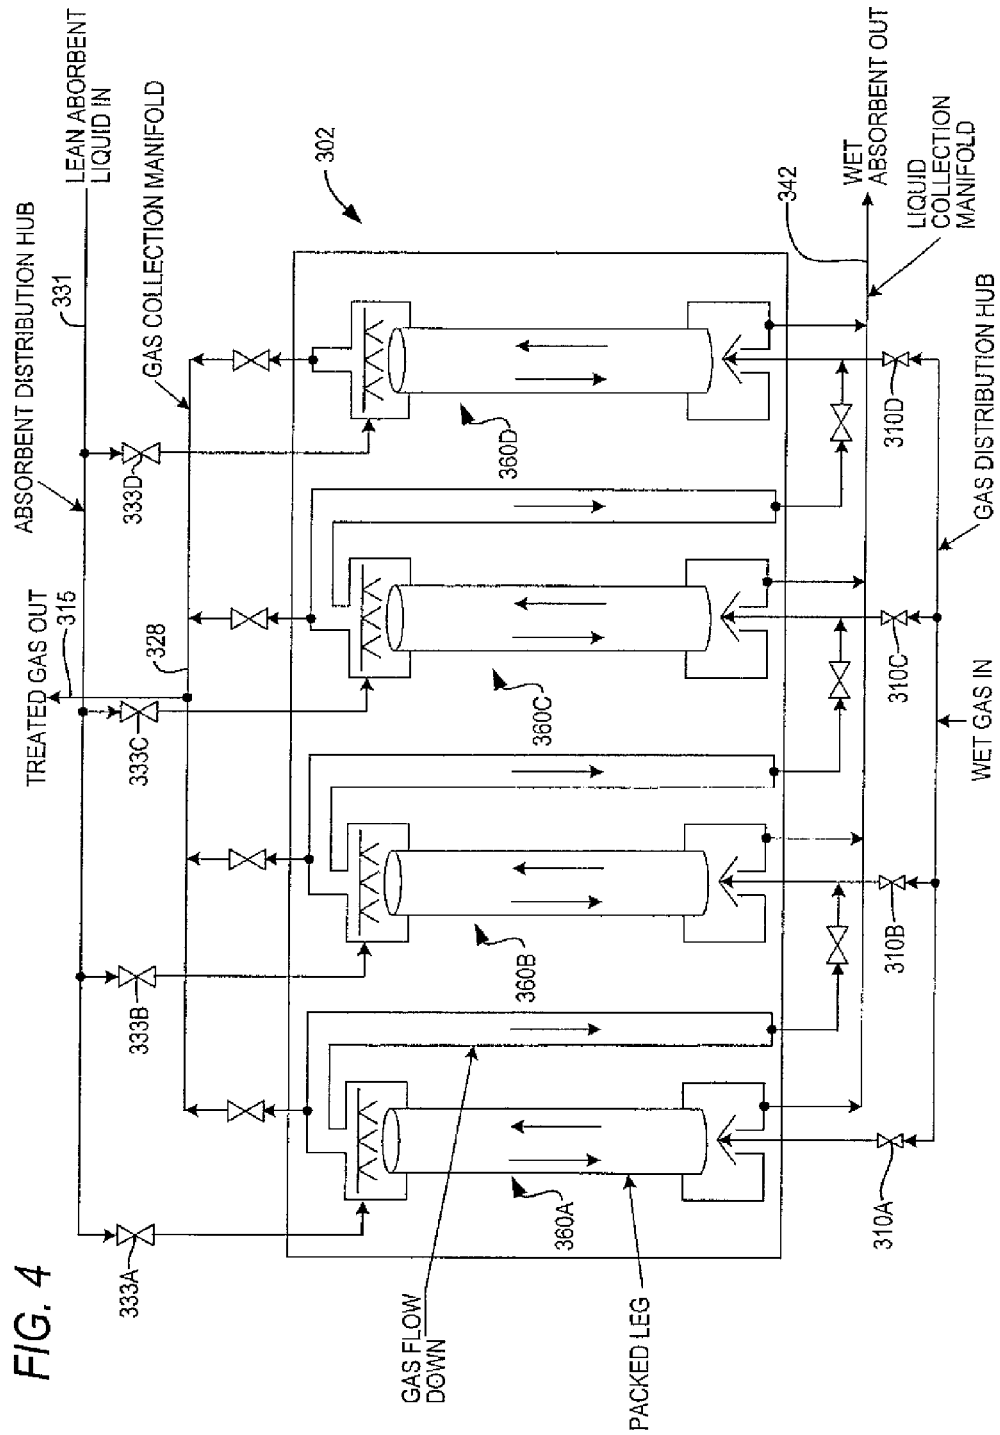 FIG. 4
TREATED GAS OUT
315
ABSORBENT DISTRIBUTION HUB
331
LEAN ABORBENT
LIQUID IN
GAS COLLECTION MANIFOLD
328
302
333A
333B
333C
333D
360A
360B
360C
360D
GAS FLOW
DOWN
PACKED LEG
342
WET
ABSORBENT OUT
LIQUID
COLLECTION
MANIFOLD
310A
310B
310C
310D
WET GAS IN
GAS DISTRIBUTION HUB